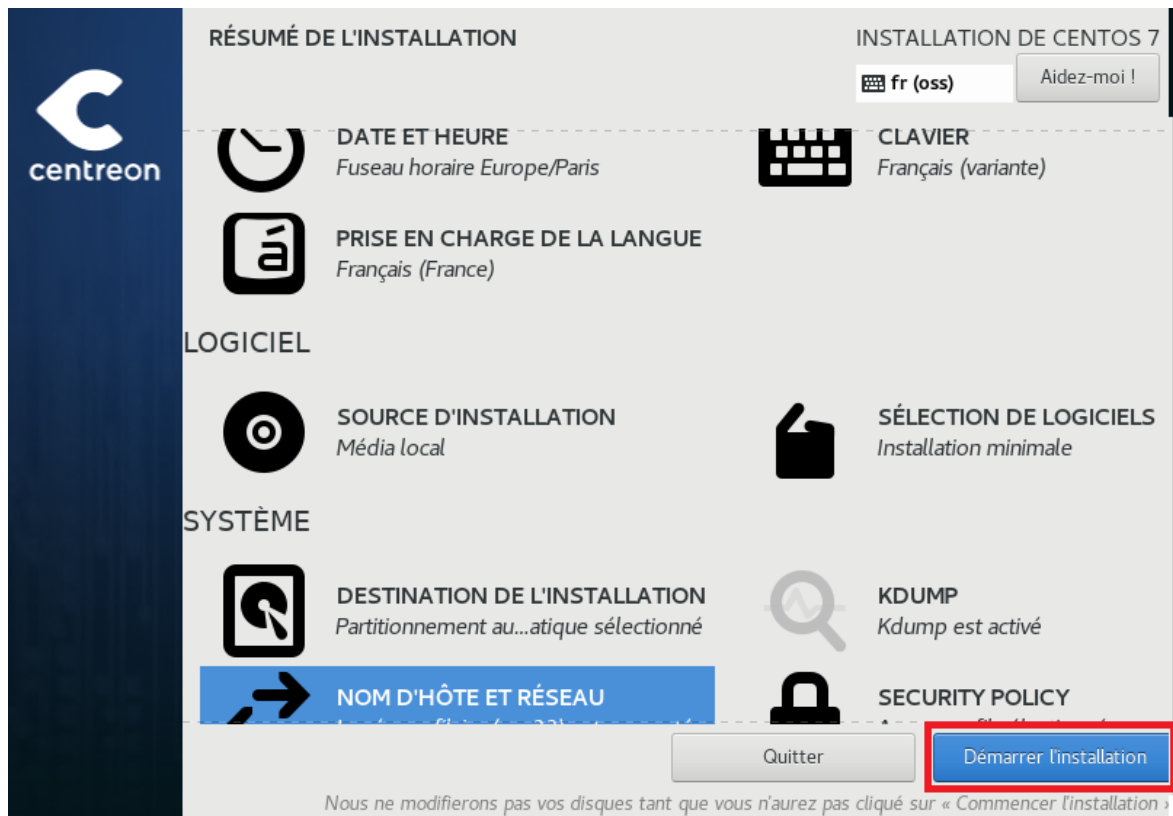 RÉSUMÉ DE L'INSTALLATION
INSTALLATION DE CENTOS 7
fr (oss)
Aidez-moi !
centreon
DATE ET HEURE
Fuseau horaire Europe/Paris
CLAVIER
Français (variante)
á
PRISE EN CHARGE DE LA LANGUE
Français (France)
LOGICIEL
SOURCE D'INSTALLATION
Média local
SÉLECTION DE LOGICIELS
Installation minimale
SYSTÈME
DESTINATION DE L'INSTALLATION
Partitionnement au...atique sélectionné
KDUMP
Kdump est activé
NOM D'HÔTE ET RÉSEAU
SECURITY POLICY
Quitter
Démarrer l'installation
Nous ne modifierons pas vos disques tant que vous n'aurez pas cliqué sur « Commencer l'installation »